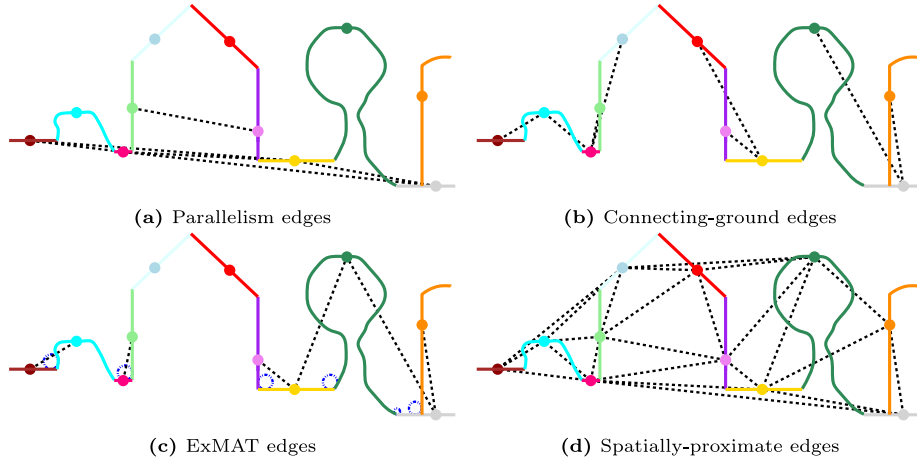 (a) Parallelism edges
(b) Connecting-ground edges
(c) ExMAT edges
(d) Spatially-proximate edges